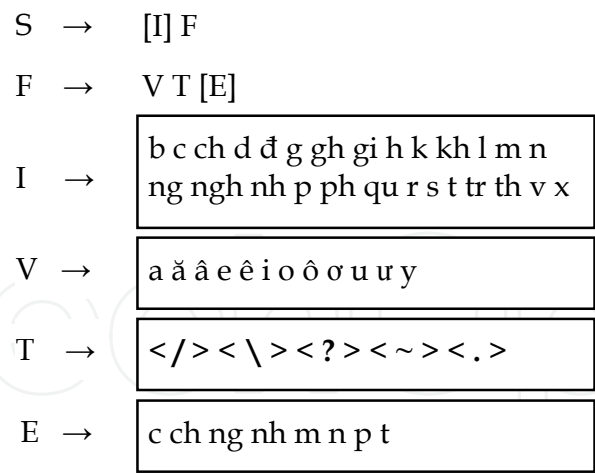 S → [I] F
F → V T [E]
I → b c ch d đ g gh gi h k kh l m n
ng ngh nh p ph qu r s t tr th v x
V → a ă â e ê i o ô ơ u ư y
T → < / > < \ > < ? > < ~ > < . >
E → c ch ng nh m n p t